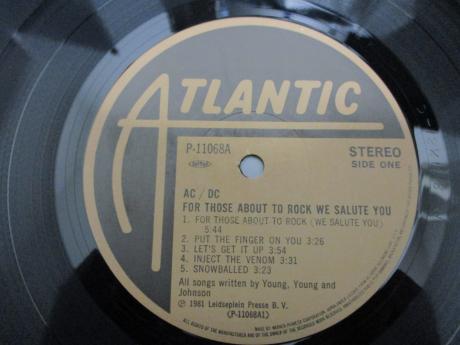 ATLANTIC
P-11068A
STEREO
SIDE ONE
AC/DC
FOR THOSE ABOUT TO ROCK WE SALUTE YOU
1. FOR THOSE ABOUT TO ROCK (WE SALUTE YOU)
5:44
2. PUT THE FINGER ON YOU 3:26
3. LET'S GET IT UP 3:54
4. INJECT THE VENOM 3:31
5. SNOWBALLED 3:23
All songs written by Young, Young and
Johnson
℗ 1981 Leidseplein Presse B. V.
(P-11068A1)